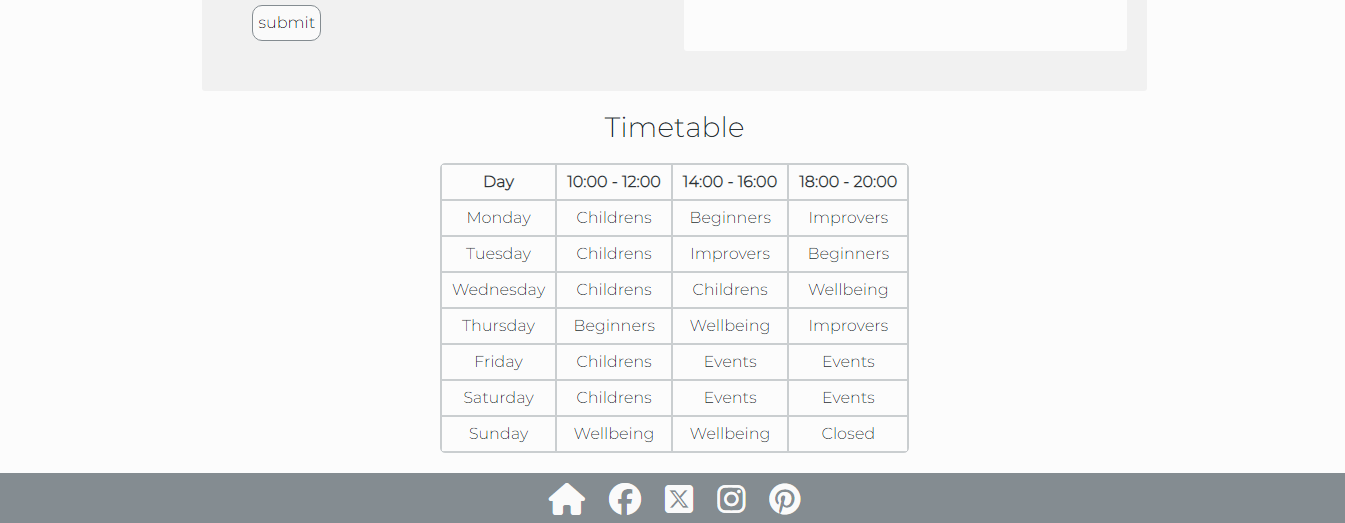 submit
Timetable
Day 10:00 - 12:00 14:00 - 16:00 18:00 - 20:00
Monday Childrens Beginners Improvers
Tuesday Childrens Improvers Beginners
Wednesday Childrens Childrens Wellbeing
Thursday Beginners Wellbeing Improvers
Friday Childrens Events Events
Saturday Childrens Events Events
Sunday Wellbeing Wellbeing Closed